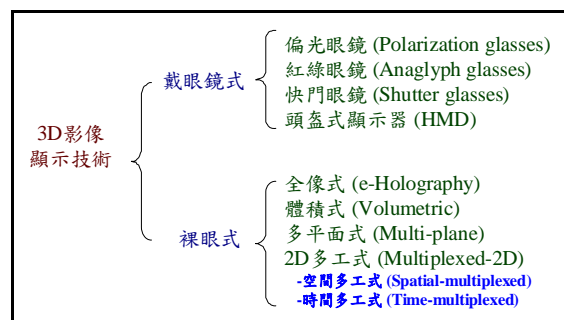 3D影像
顯示技術
戴眼鏡式
偏光眼鏡 (Polarization glasses)
紅綠眼鏡 (Anaglyph glasses)
快門眼鏡 (Shutter glasses)
頭盔式顯示器 (HMD)
裸眼式
全像式 (e-Holography)
體積式 (Volumetric)
多平面式 (Multi-plane)
2D多工式 (Multiplexed-2D)
-空間多工式 (Spatial-multiplexed)
-時間多工式 (Time-multiplexed)